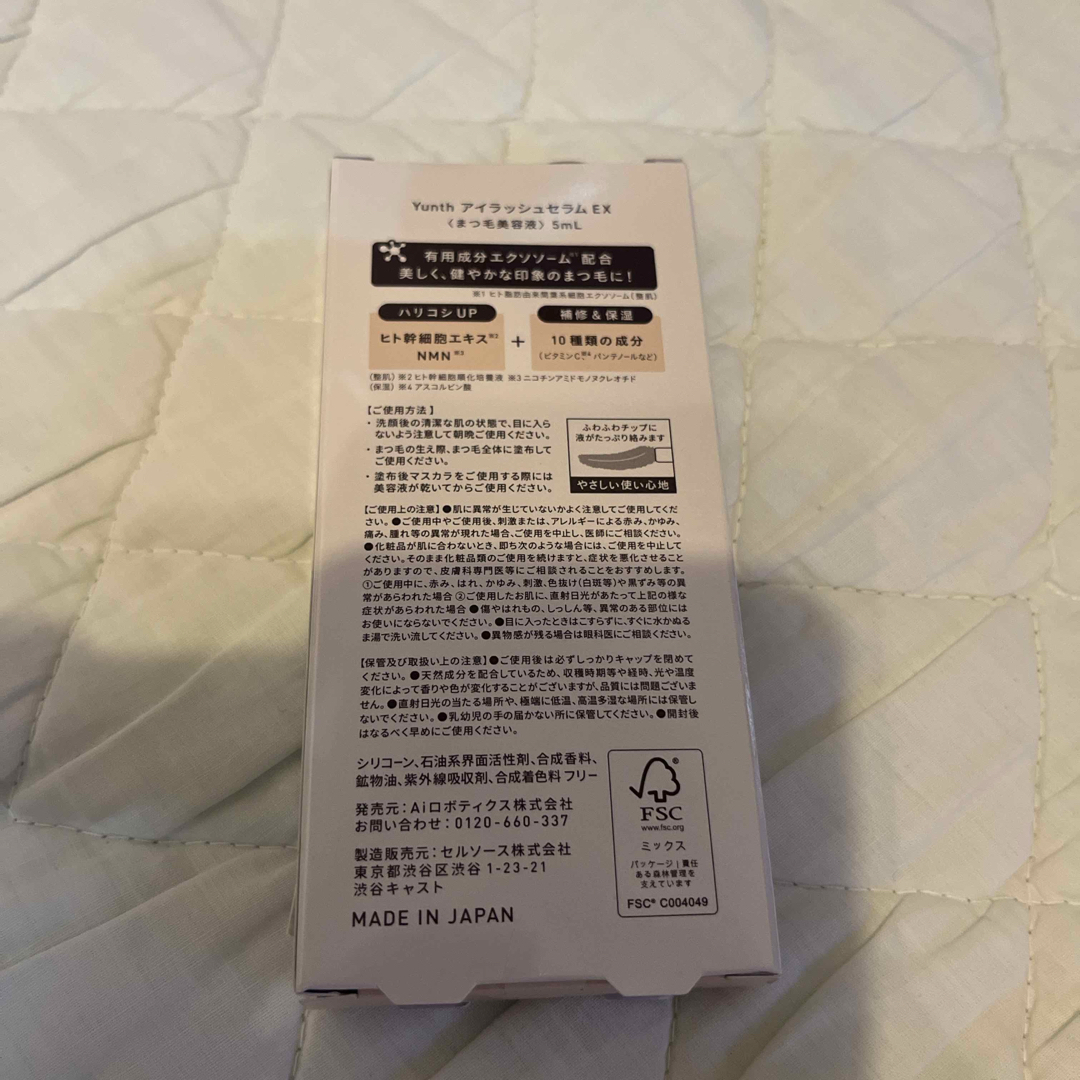 Yunth アイラッシュセラム EX
〈まつ毛美容液〉5mL
有用成分エクソソーム※1配合
美しく、健やかな印象のまつ毛に!
※1 ヒト脂肪由来間葉系細胞エクソソーム(整肌)
ハリコシUP
ヒト幹細胞エキス※2
NMN※3
+
補修&保湿
10種類の成分
(ビタミンC※4 パンテノールなど)
(整肌)※2 ヒト幹細胞順化培養液 ※3 ニコチンアミドモノヌクレオチド
(保湿)※4 アスコルビン酸
【ご使用方法】
・洗顔後の清潔な肌の状態で、目に入ら
ないよう注意して朝晩ご使用ください。
・まつ毛の生え際、まつ毛全体に塗布して
ご使用ください。
・塗布後マスカラをご使用する際には
美容液が乾いてからご使用ください。
ふわふわチップに
液がたっぷり絡みます
やさしい使い心地
【ご使用上の注意】●肌に異常が生じていないかよく注意してご使用してくだ
さい。●ご使用中やご使用後、刺激または、アレルギーによる赤み、かゆみ、
痛み、腫れ等の異常が現れた場合、ご使用を中止し、医師にご相談ください。
●化粧品が肌に合わないとき、即ち次のような場合には、ご使用を中止して
ください。そのまま化粧品類のご使用を続けますと、症状を悪化させること
がありますので、皮膚科専門医等にご相談されることをおすすめします。
①ご使用中に、赤み、はれ、かゆみ、刺激、色抜け(白斑等)や黒ずみ等の異
常があらわれた場合 ②ご使用したお肌に、直射日光があたって上記の様な
症状があらわれた場合 ●傷やはれもの、しっしん等、異常のある部位には
お使いにならないでください。●目に入ったときはこすらずに、すぐに水かぬる
ま湯で洗い流してください。●異物感が残る場合は眼科医にご相談ください。
【保管及び取扱い上の注意】●ご使用後は必ずしっかりキャップを閉めて
ください。●天然成分を配合しているため、収穫時期等や経時、光や温度
変化によって香りや色が変化することがございますが、品質には問題ございま
せん。●直射日光の当たる場所や、極端に低温、高温多湿な場所には保管し
ないでください。●乳幼児の手の届かない所に保管してください。●開封後
はなるべく早めにご使用ください。
シリコーン、石油系界面活性剤、合成香料、
鉱物油、紫外線吸収剤、合成着色料 フリー
発売元:Aiロボティクス株式会社
お問い合わせ:0120-660-337
製造販売元:セルソース株式会社
東京都渋谷区渋谷 1-23-21
渋谷キャスト
MADE IN JAPAN
®
FSC
www.fsc.org
ミックス
パッケージ|責任
ある森林管理を
支えています
FSC® C004049